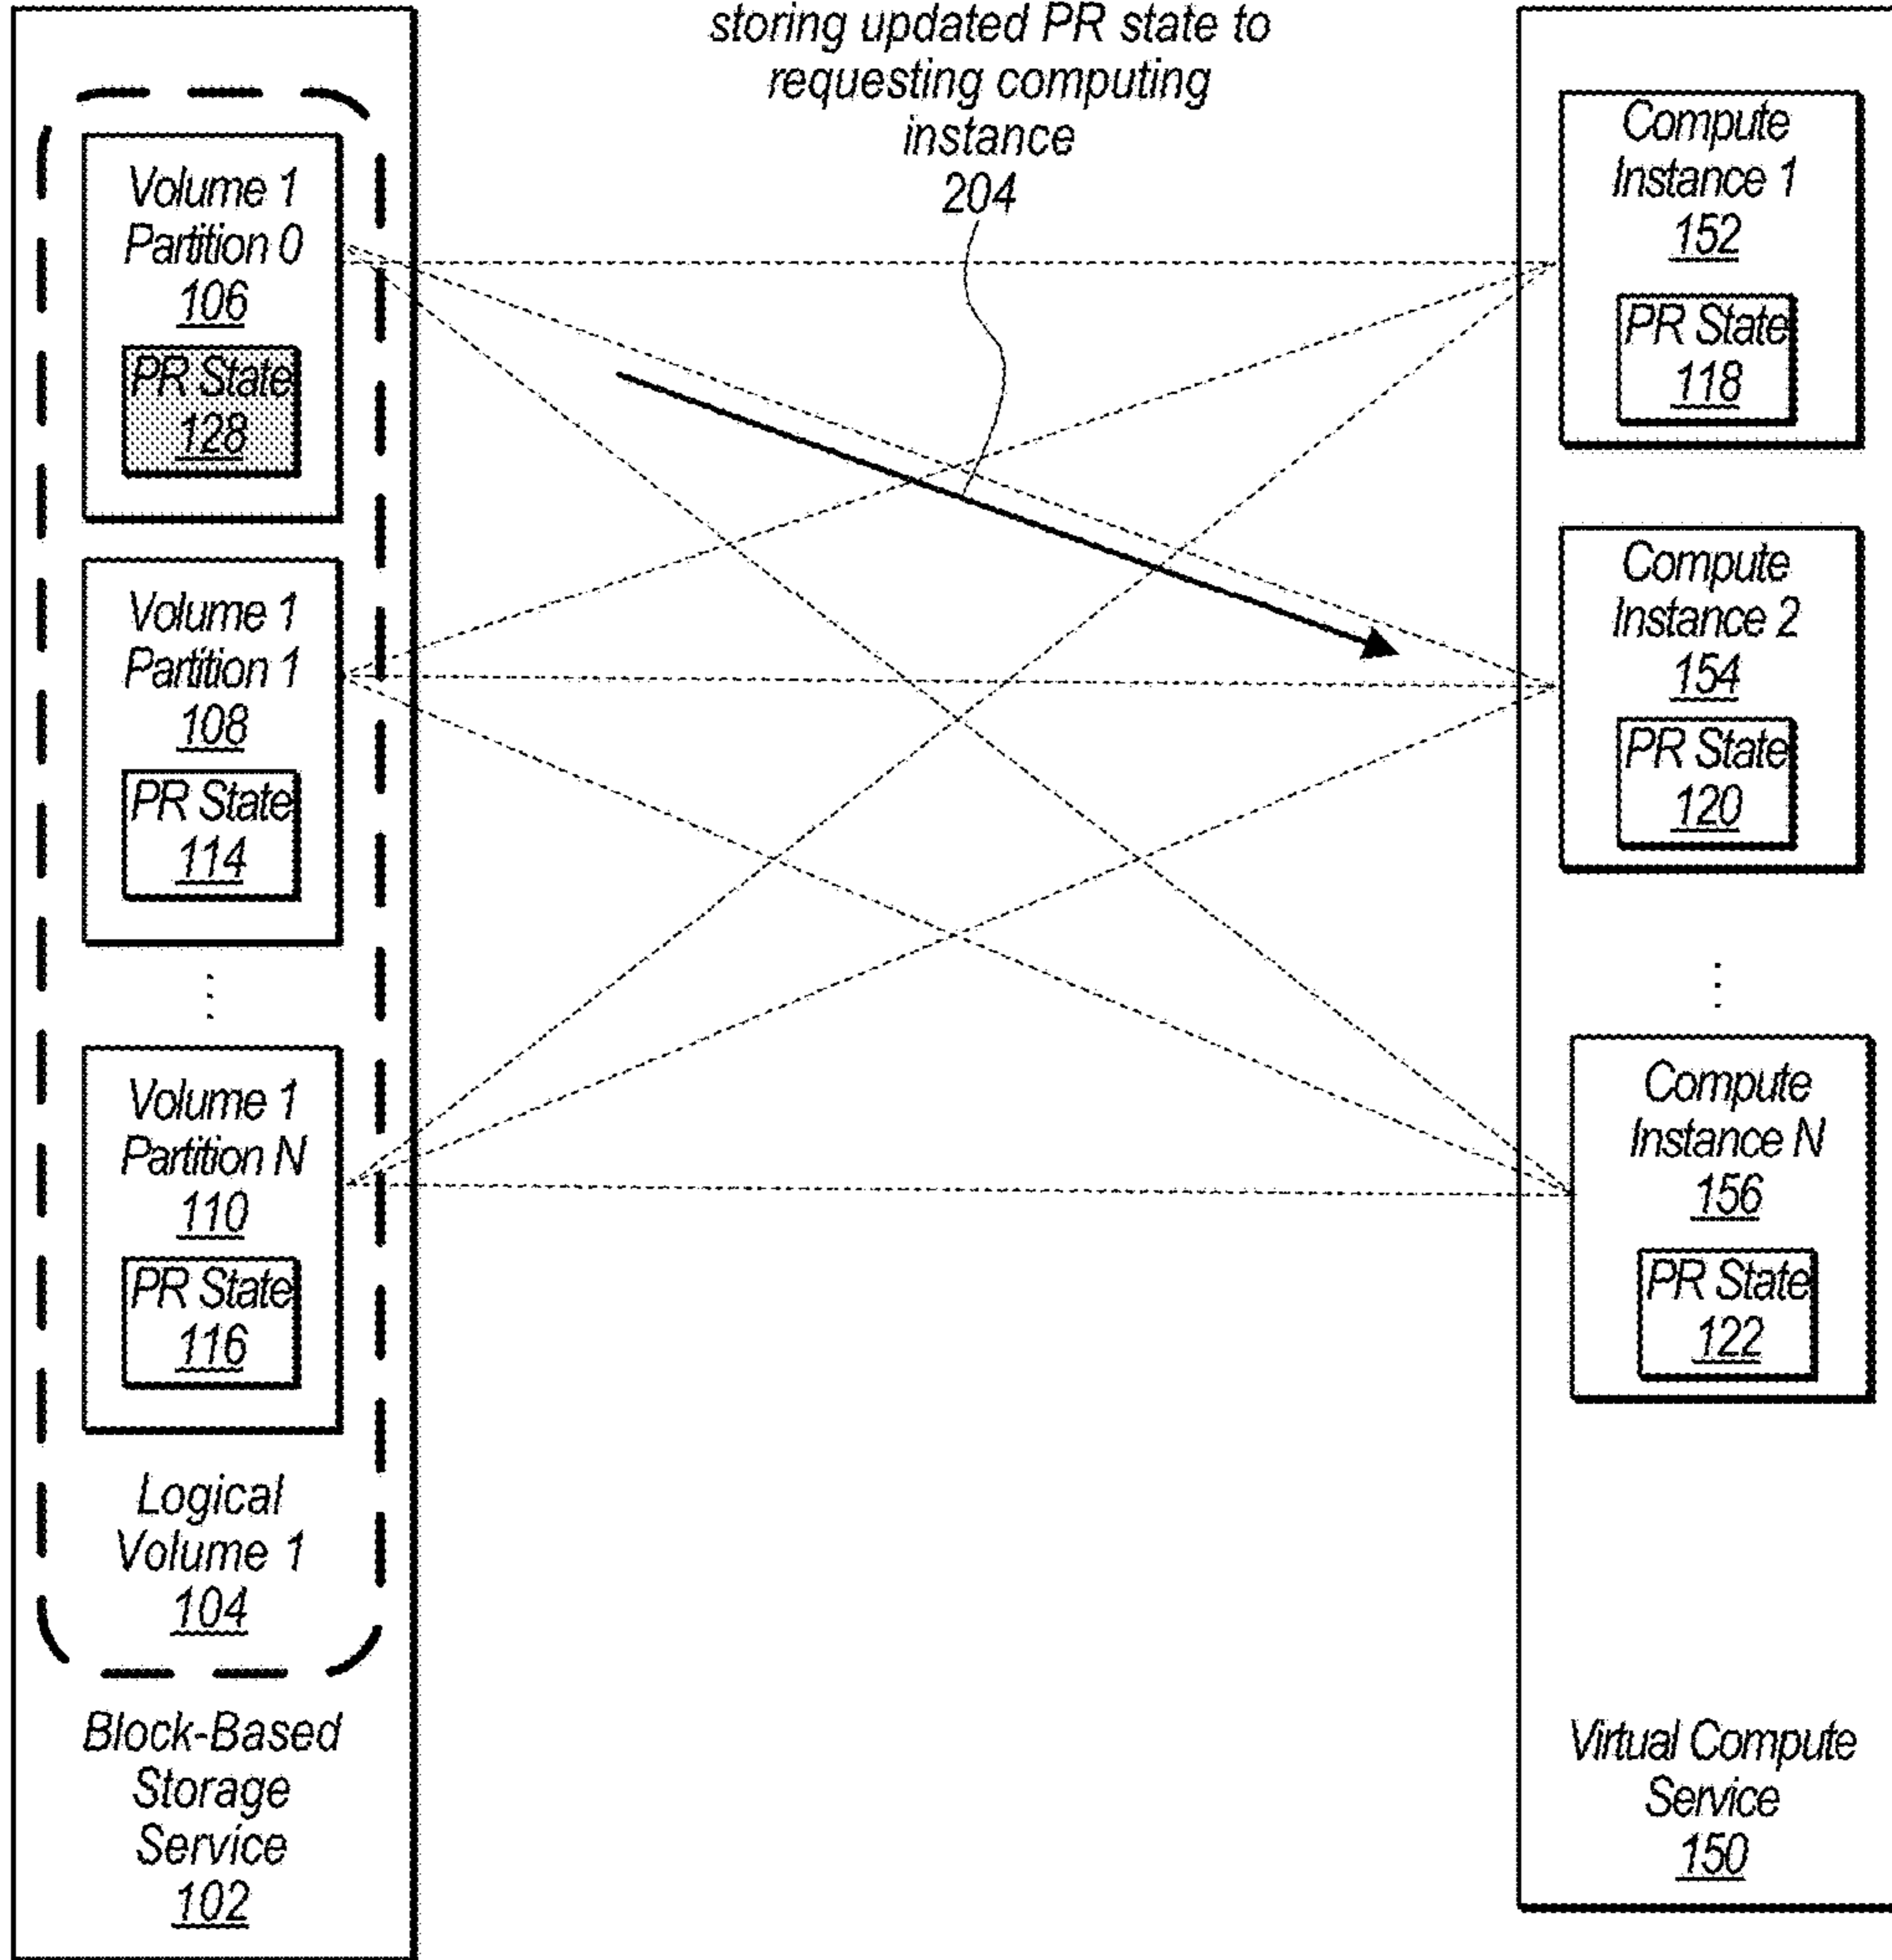 storing updated PR state to
requesting computing
instance
204
Volume 1
Partition 0
106
PR State
128
Volume 1
Partition 1
108
PR State
114
Volume 1
Partition N
110
PR State
116
Logical
Volume 1
104
Block-Based
Storage
Service
102
Compute
Instance 1
152
PR State
118
Compute
Instance 2
154
PR State
120
Compute
Instance N
156
PR State
122
Virtual Compute
Service
150